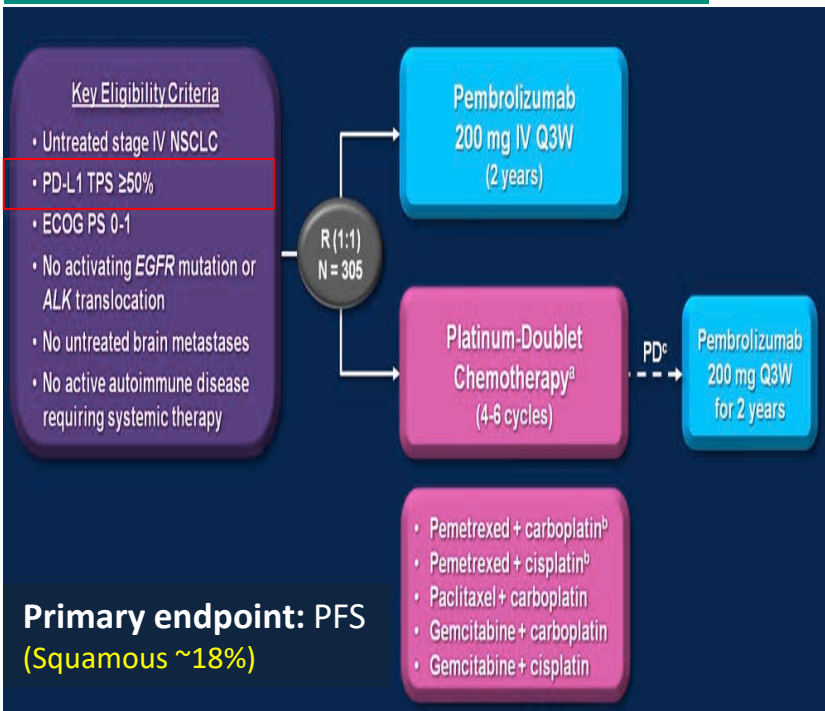 Key Eligibility Criteria
• Untreated stage IV NSCLC
• PD-L1 TPS ≥50%
• ECOG PS 0-1
• No activating EGFR mutation or
ALK translocation
• No untreated brain metastases
• No active autoimmune disease
requiring systemic therapy
R (1:1)
N = 305
Pembrolizumab
200 mg IV Q3W
(2 years)
Platinum-Doublet
Chemotherapyᵃ
(4-6 cycles)
PDᶜ
Pembrolizumab
200 mg Q3W
for 2 years
• Pemetrexed + carboplatinᵇ
• Pemetrexed + cisplatinᵇ
• Paclitaxel + carboplatin
• Gemcitabine + carboplatin
• Gemcitabine + cisplatin
Primary endpoint: PFS
(Squamous ~18%)